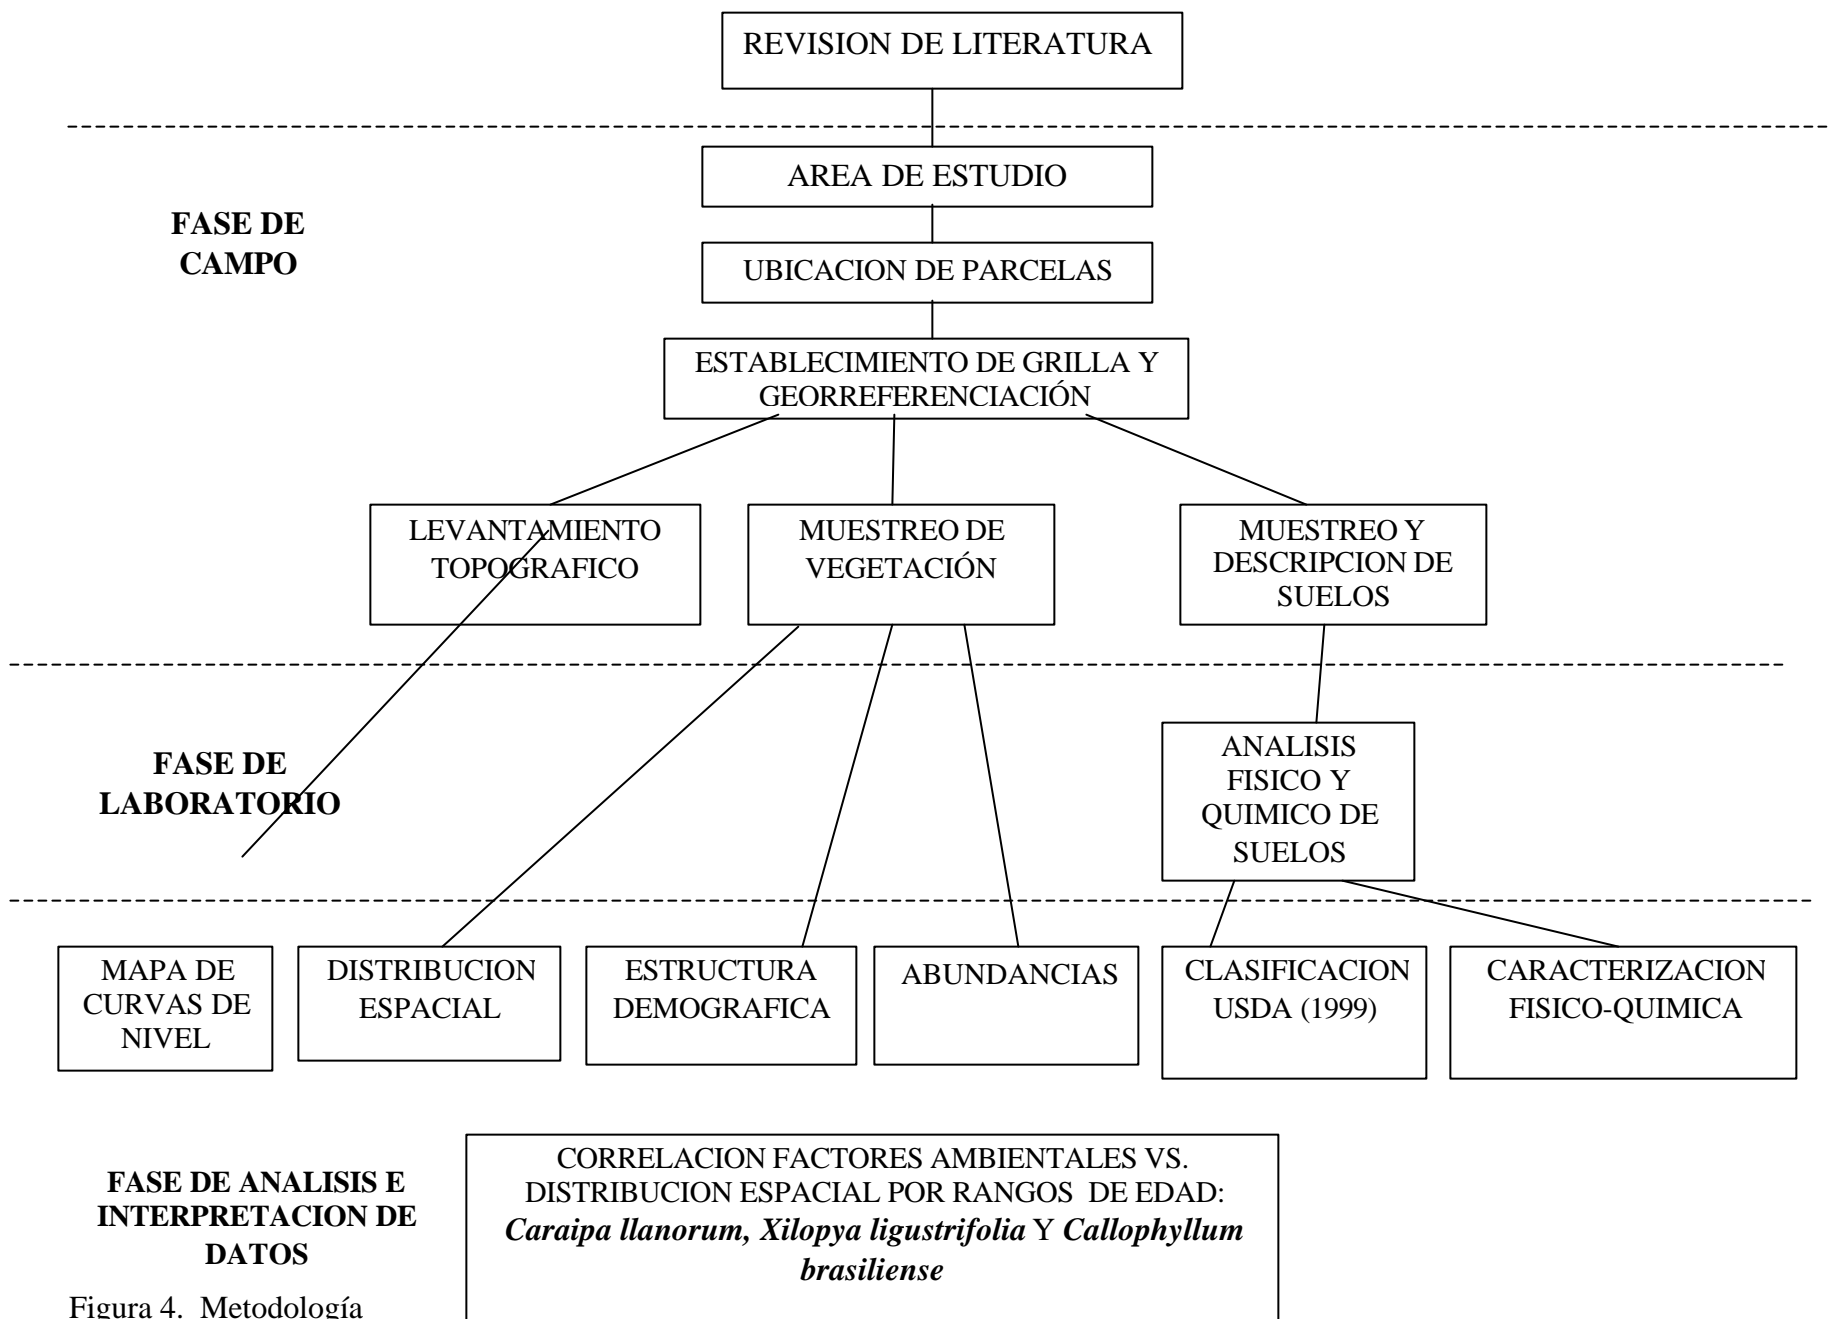 REVISION DE LITERATURA
AREA DE ESTUDIO
FASE DE
CAMPO
UBICACION DE PARCELAS
ESTABLECIMIENTO DE GRILLA Y
GEORREFERENCIACIÓN
LEVANTAMIENTO
TOPOGRAFICO
MUESTREO DE
VEGETACIÓN
MUESTREO Y
DESCRIPCION DE
SUELOS
FASE DE
LABORATORIO
ANALISIS
FISICO Y
QUIMICO DE
SUELOS
MAPA DE
CURVAS DE
NIVEL
DISTRIBUCION
ESPACIAL
ESTRUCTURA
DEMOGRAFICA
ABUNDANCIAS
CLASIFICACION
USDA (1999)
CARACTERIZACION
FISICO-QUIMICA
FASE DE ANALISIS E
INTERPRETACION DE
DATOS
CORRELACION FACTORES AMBIENTALES VS.
DISTRIBUCION ESPACIAL POR RANGOS DE EDAD:
Caraipa llanorum, Xilopya ligustrifolia Y Callophyllum
brasiliense
Figura 4. Metodología